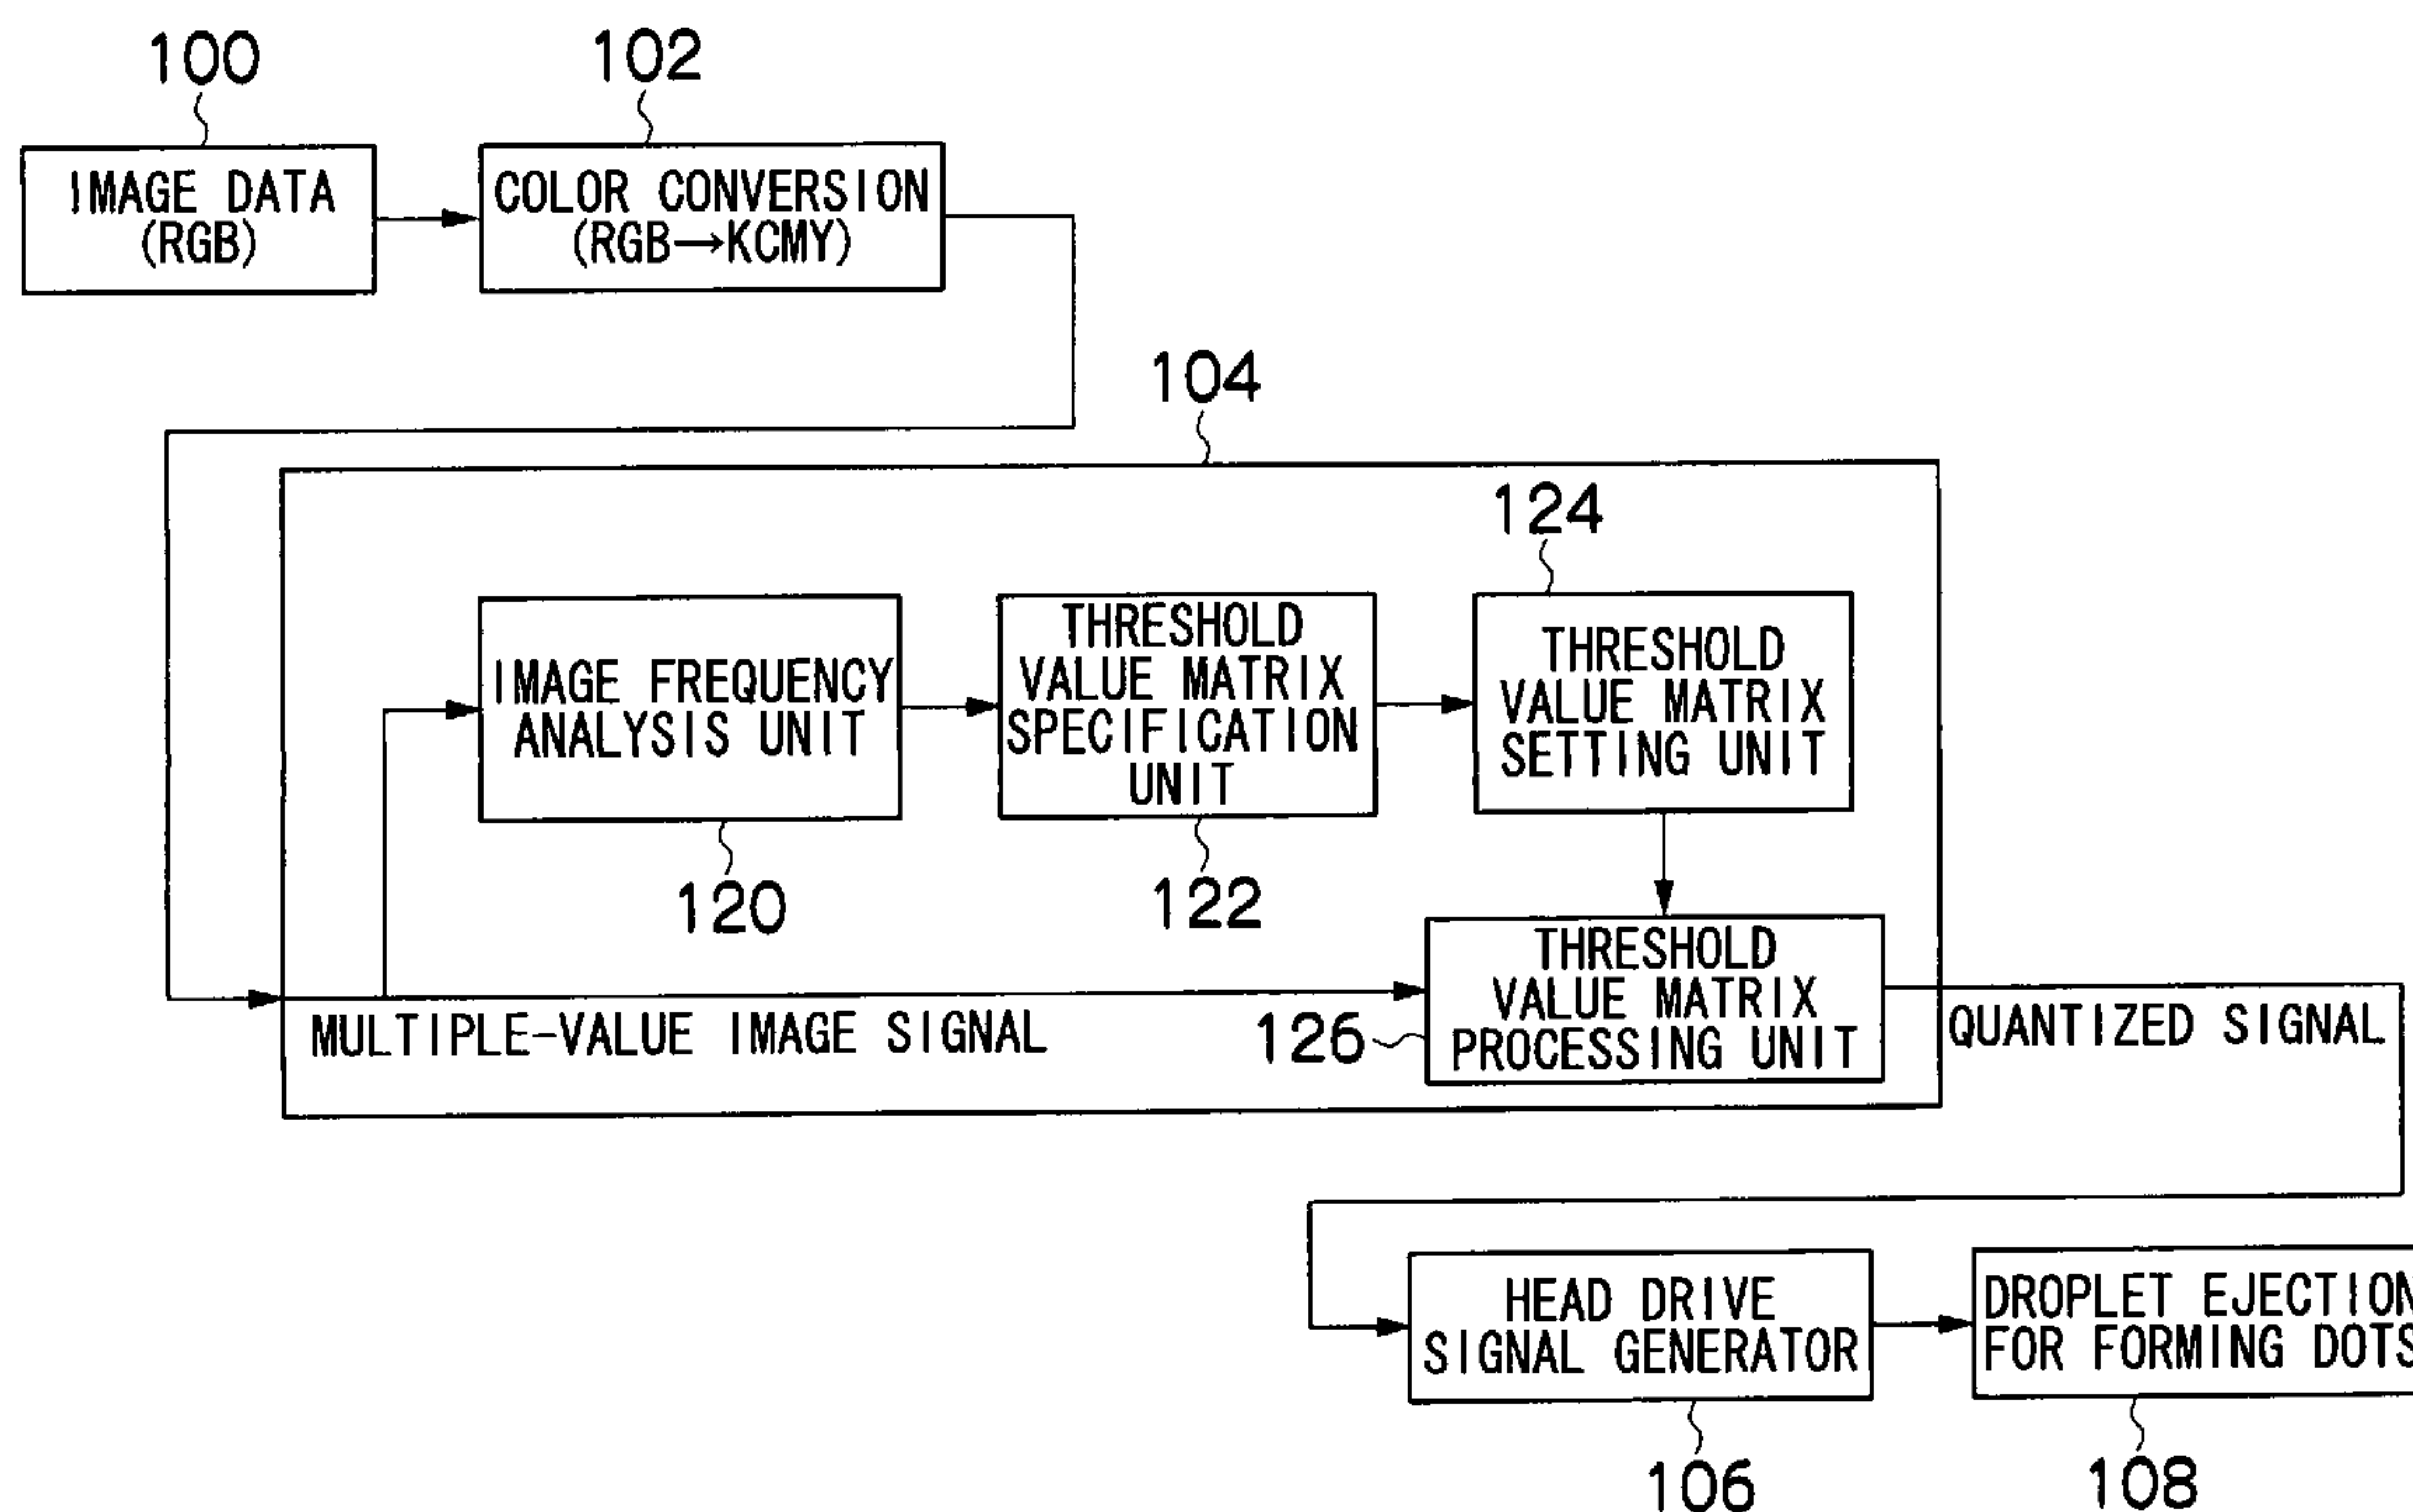 100
102
IMAGE DATA
(RGB)
COLOR CONVERSION
(RGB→KCMY)
104
124
IMAGE FREQUENCY
ANALYSIS UNIT
THRESHOLD
VALUE MATRIX
SPECIFICATION
UNIT
THRESHOLD
VALUE MATRIX
SETTING UNIT
120
122
THRESHOLD
VALUE MATRIX
PROCESSING UNIT
126
MULTIPLE-VALUE IMAGE SIGNAL
QUANTIZED SIGNAL
HEAD DRIVE
SIGNAL GENERATOR
DROPLET EJECTION
FOR FORMING DOTS
106
108